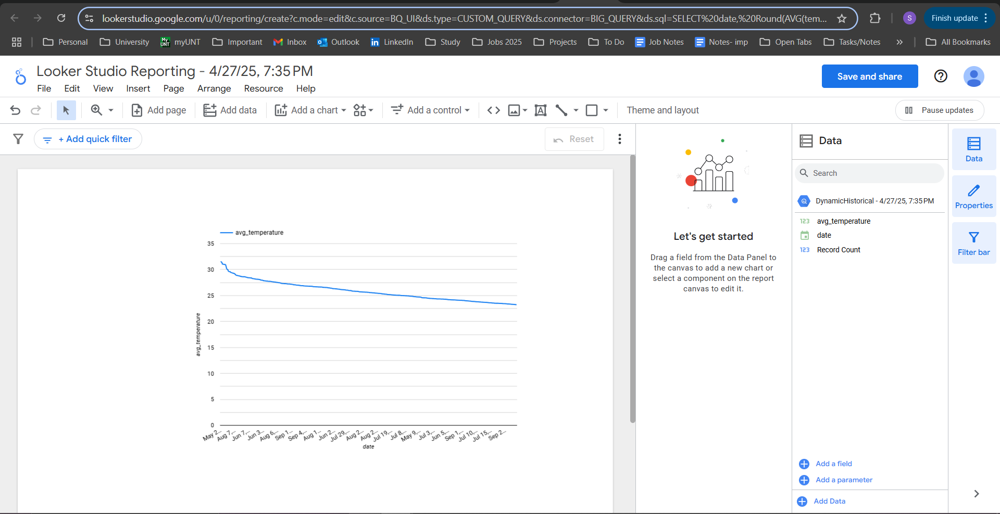 lookerstudio.google.com/u/0/reporting/create?c.mode=edit&c.source=BQ_UI&ds.type=CUSTOM_QUERY&ds.connector=BIG_QUERY&ds.sql=SELECT%20date,%20Round(AVG(tem...
S
Finish update
Personal University myUNT Important Inbox Outlook LinkedIn Study Jobs 2025 Projects To Do Job Notes Notes- imp Open Tabs Tasks/Notes » All Bookmarks
Looker Studio Reporting - 4/27/25, 7:35 PM
File Edit View Insert Page Arrange Resource Help
Save and share
Add page Add data Add a chart Add a control Theme and layout Pause updates
+ Add quick filter
Reset
avg_temperature
35
30
25
20
15
10
5
0
avg_temperature
May 2... Aug 7,... Jun 7,... Jun 3... Aug 6,... Sep 1... Sep 4,... Aug 1... Jun 2... Jul 29,... Aug 2... Aug 2... Jul 19,... Jul 8,... May 9,... Jul 3,... Jun 5,... Sep 1,... Jul 10,... Jul 15,... Sep 2...
date
Let's get started
Drag a field from the Data Panel to
the canvas to add a new chart or
select a component on the report
canvas to edit it.
Data
Search
DynamicHistorical - 4/27/25, 7:35 PM
123 avg_temperature
date
123 Record Count
Add a field
Add a parameter
Add Data
Data
Properties
Filter bar